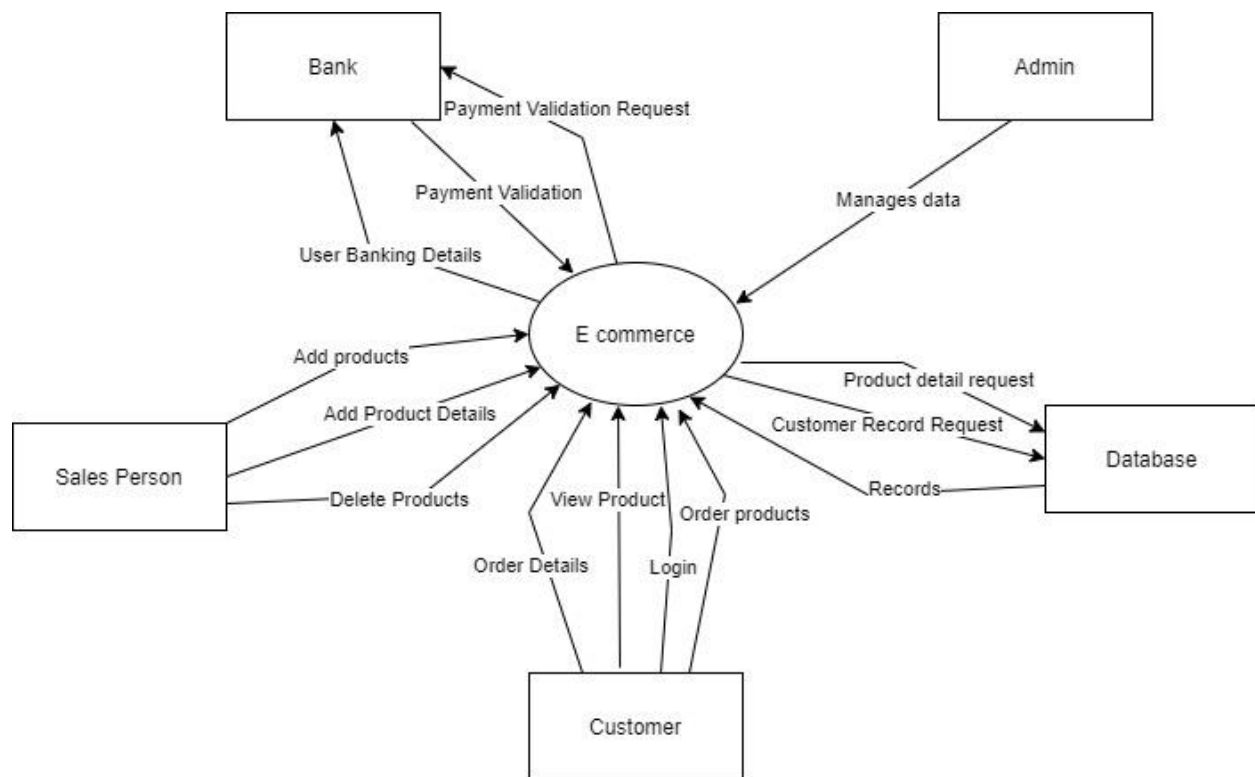 Bank
Admin
Payment Validation Request
Payment Validation
Manages data
User Banking Details
E commerce
Add products
Product detail request
Add Product Details
Customer Record Request
Database
Sales Person
Delete Products
View Product
Records
Order products
Order Details
Login
Customer